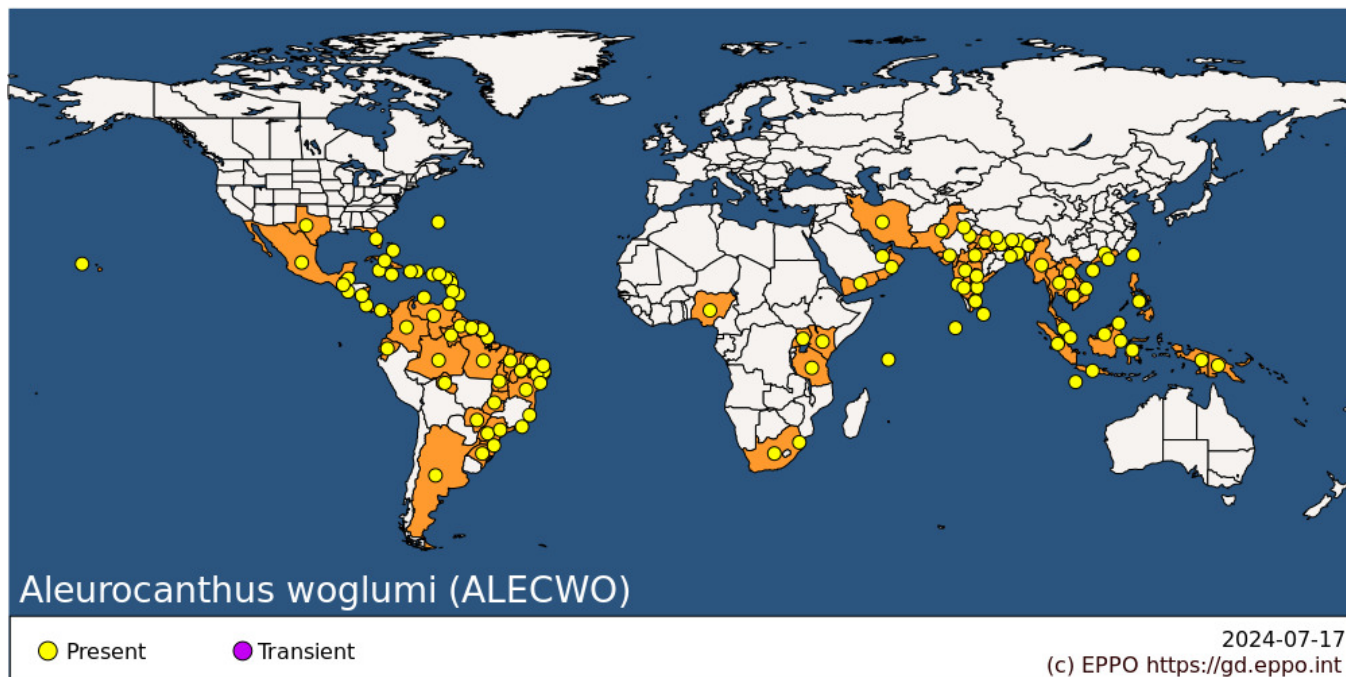 Aleurocanthus woglumi (ALECWO)
Present
Transient
2024-07-17
(c) EPPO https://gd.eppo.int